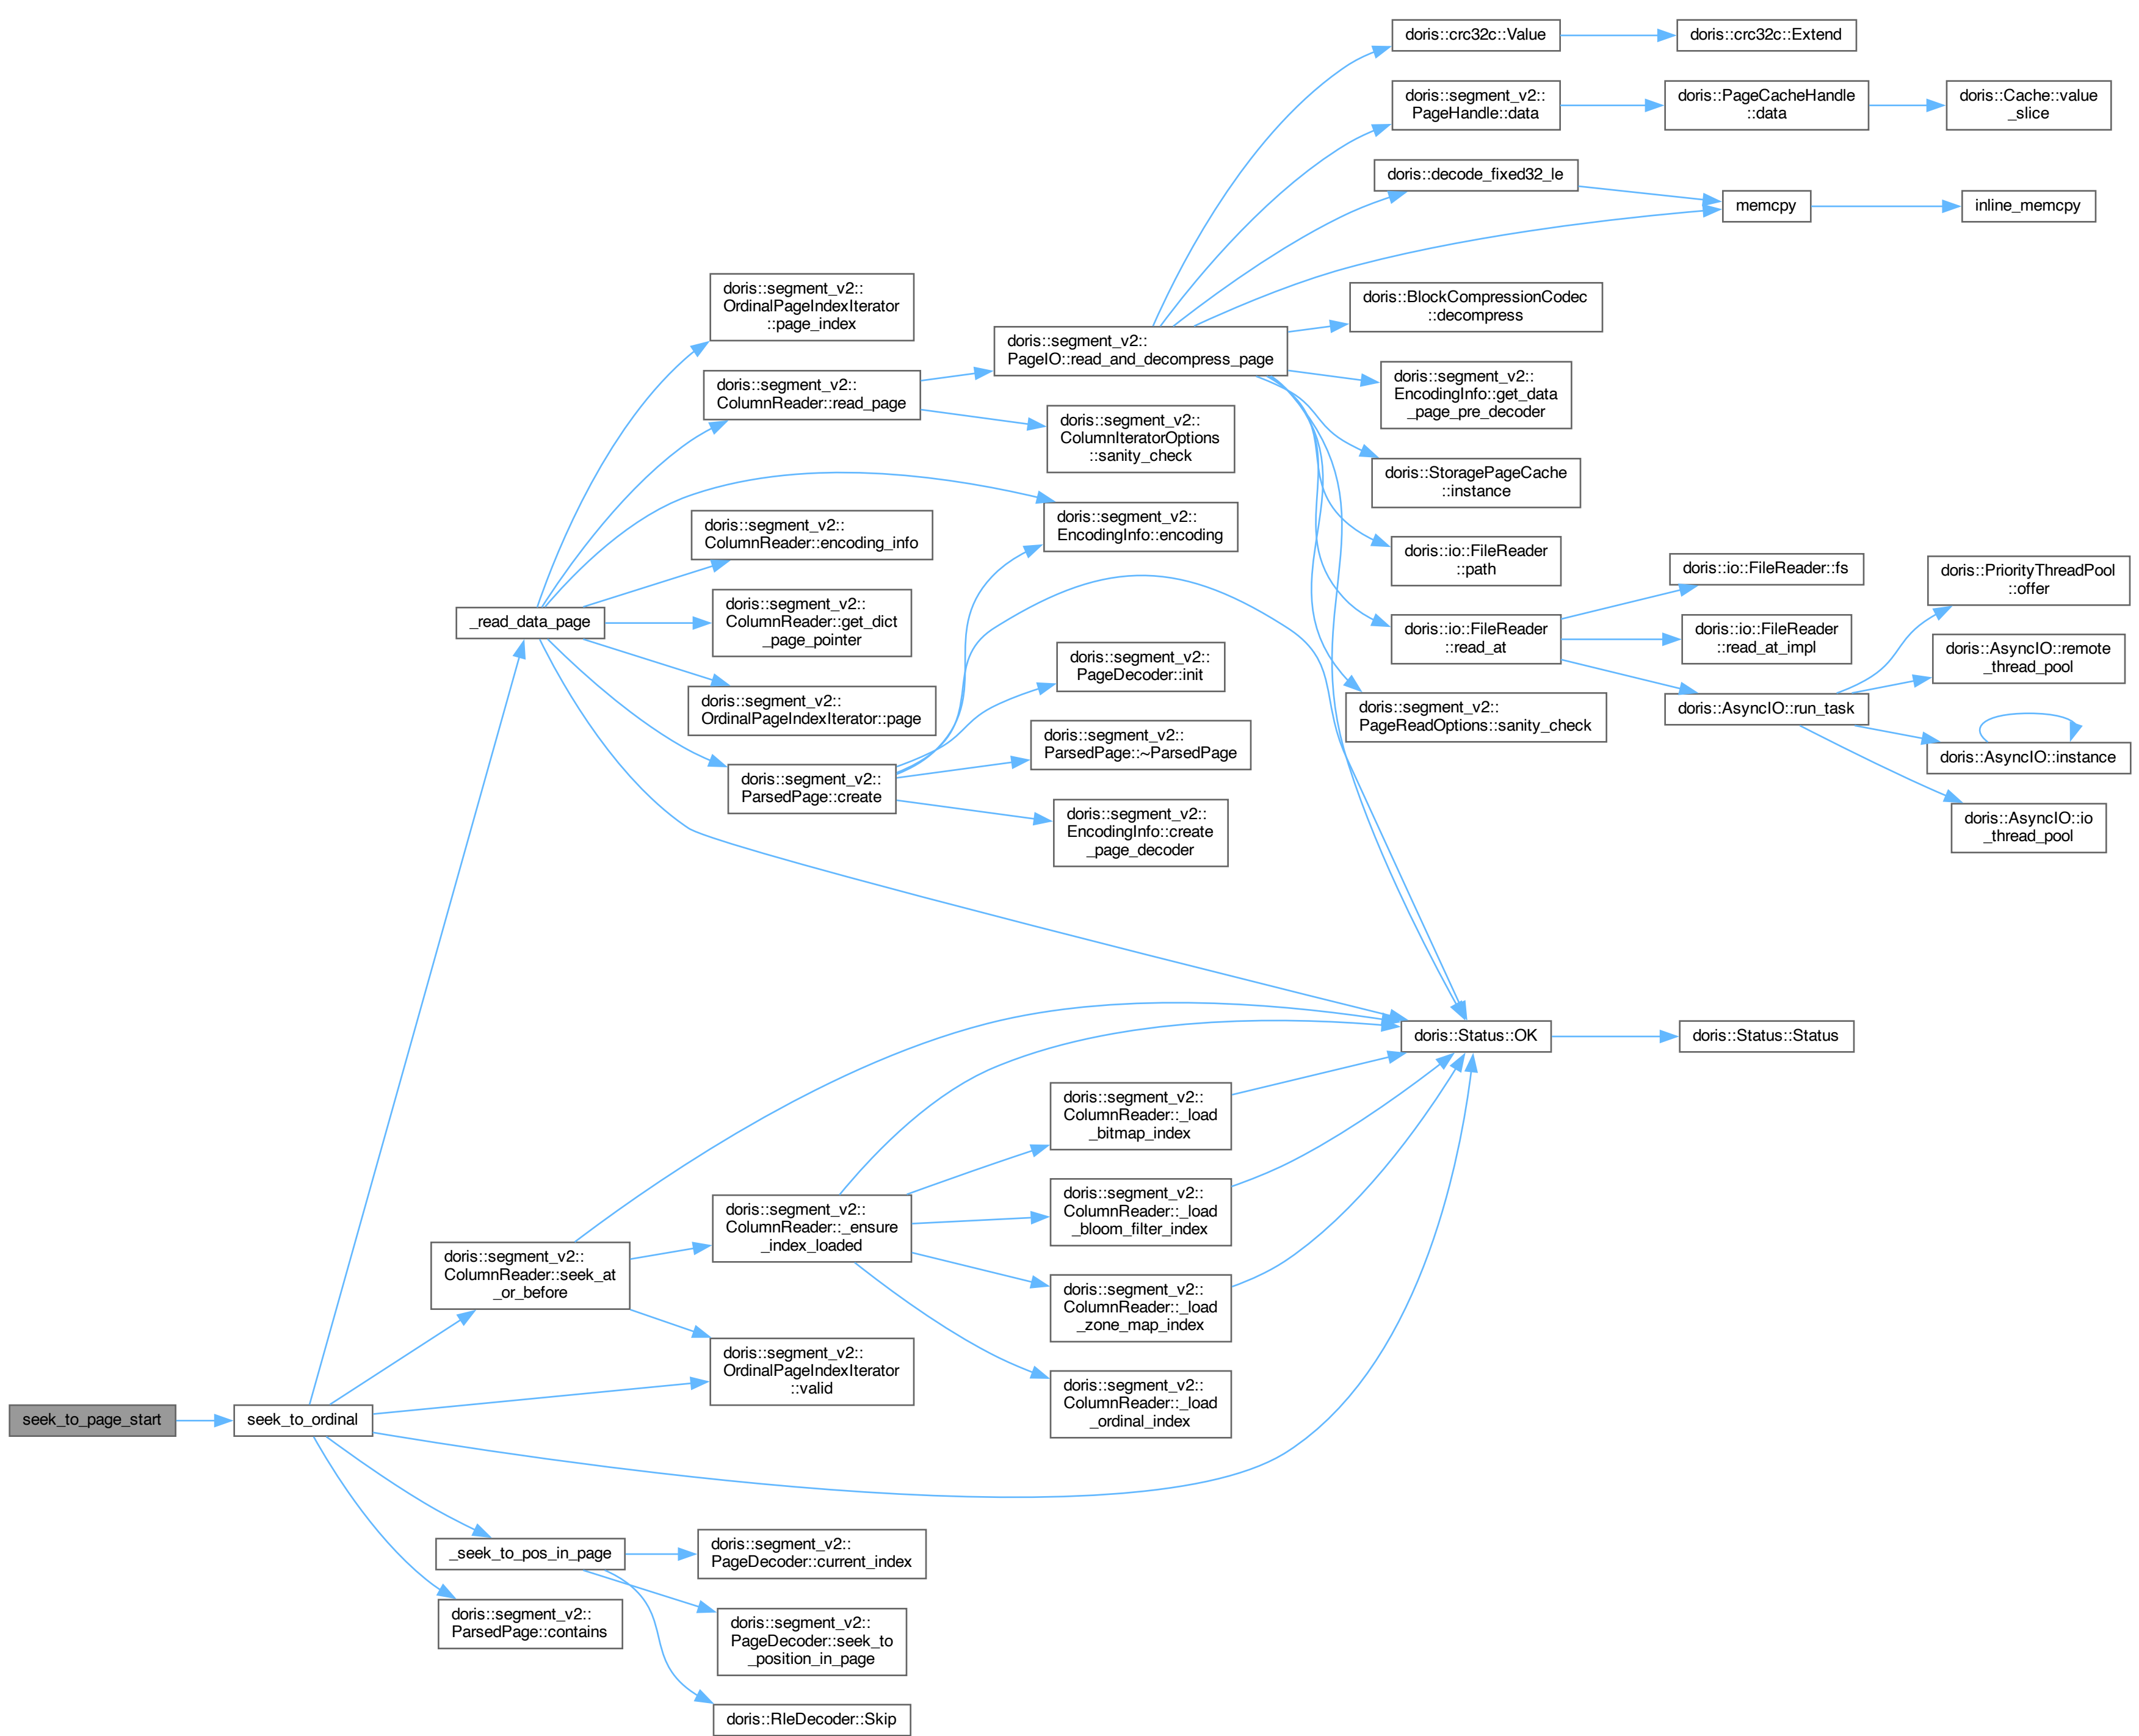 doris::crc32c::Value
doris::crc32c::Extend
doris::segment_v2::
PageHandle::data
doris::PageCacheHandle
::data
doris::Cache::value
_slice
doris::decode_fixed32_le
memcpy
inline_memcpy
doris::segment_v2::
OrdinalPageIndexIterator
::page_index
doris::BlockCompressionCodec
::decompress
doris::segment_v2::
PageIO::read_and_decompress_page
doris::segment_v2::
ColumnReader::read_page
doris::segment_v2::
EncodingInfo::get_data
_page_pre_decoder
doris::segment_v2::
ColumnIteratorOptions
::sanity_check
doris::StoragePageCache
::instance
doris::segment_v2::
EncodingInfo::encoding
doris::segment_v2::
ColumnReader::encoding_info
doris::io::FileReader
::path
doris::io::FileReader::fs
doris::PriorityThreadPool
::offer
_read_data_page
doris::segment_v2::
ColumnReader::get_dict
_page_pointer
doris::io::FileReader
::read_at
doris::io::FileReader
::read_at_impl
doris::AsyncIO::remote
_thread_pool
doris::segment_v2::
PageDecoder::init
doris::segment_v2::
OrdinalPageIndexIterator::page
doris::segment_v2::
PageReadOptions::sanity_check
doris::AsyncIO::run_task
doris::segment_v2::
ParsedPage::~ParsedPage
doris::AsyncIO::instance
doris::segment_v2::
ParsedPage::create
doris::segment_v2::
EncodingInfo::create
_page_decoder
doris::AsyncIO::io
_thread_pool
doris::Status::OK
doris::Status::Status
doris::segment_v2::
ColumnReader::_load
_bitmap_index
doris::segment_v2::
ColumnReader::_ensure
_index_loaded
doris::segment_v2::
ColumnReader::_load
_bloom_filter_index
doris::segment_v2::
ColumnReader::seek_at
_or_before
doris::segment_v2::
ColumnReader::_load
_zone_map_index
doris::segment_v2::
OrdinalPageIndexIterator
::valid
doris::segment_v2::
ColumnReader::_load
_ordinal_index
seek_to_page_start
seek_to_ordinal
_seek_to_pos_in_page
doris::segment_v2::
PageDecoder::current_index
doris::segment_v2::
ParsedPage::contains
doris::segment_v2::
PageDecoder::seek_to
_position_in_page
doris::RleDecoder::Skip